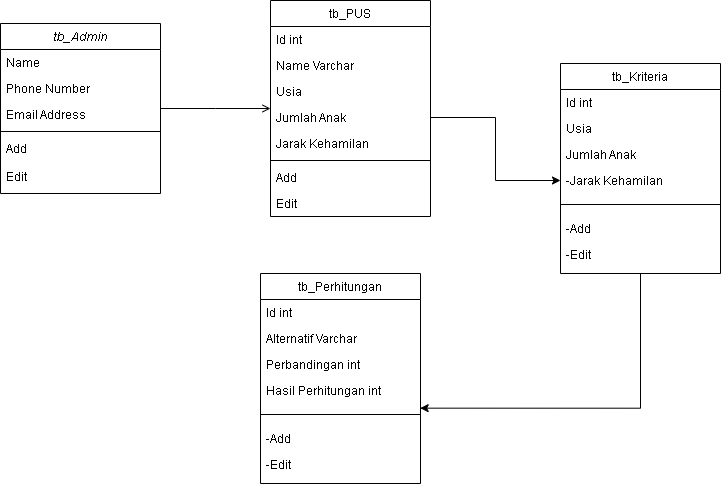 tb_Admin
Name
Phone Number
Email Address
Add
Edit
tb_PUS
Id int
Name Varchar
Usia
Jumlah Anak
Jarak Kehamilan
Add
Edit
tb_Kriteria
Id int
Usia
Jumlah Anak
-Jarak Kehamilan
-Add
-Edit
tb_Perhitungan
Id int
Alternatif Varchar
Perbandingan int
Hasil Perhitungan int
-Add
-Edit